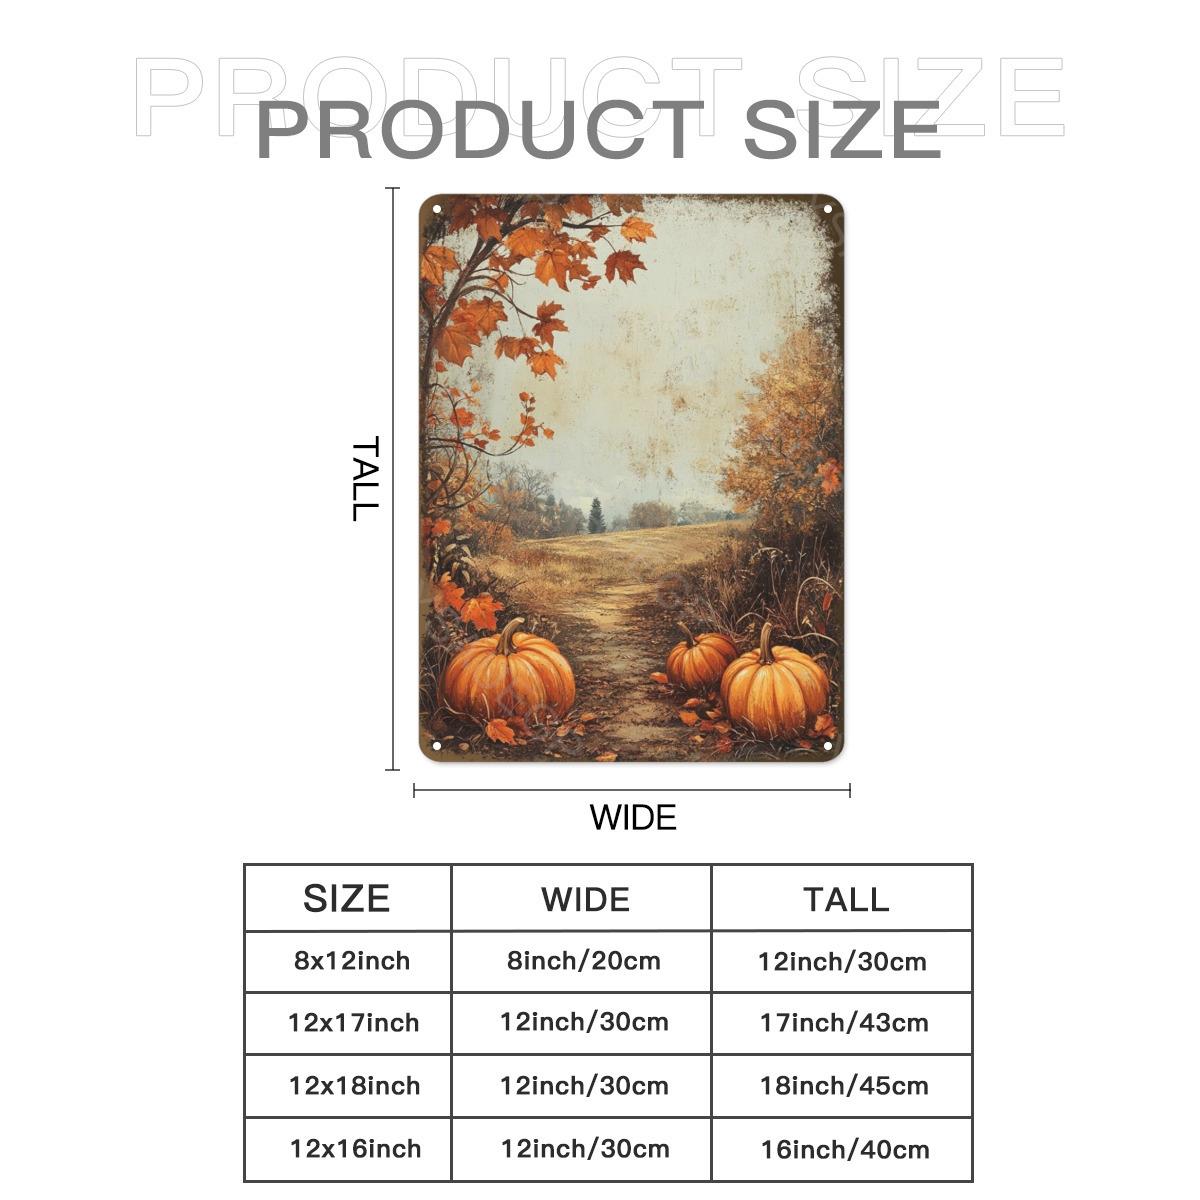 PRODUCT SIZE
PRODUCT SIZE
TALL
WIDE
SIZE WIDE TALL
8x12inch 8inch/20cm 12inch/30cm
12x17inch 12inch/30cm 17inch/43cm
12x18inch 12inch/30cm 18inch/45cm
12x16inch 12inch/30cm 16inch/40cm